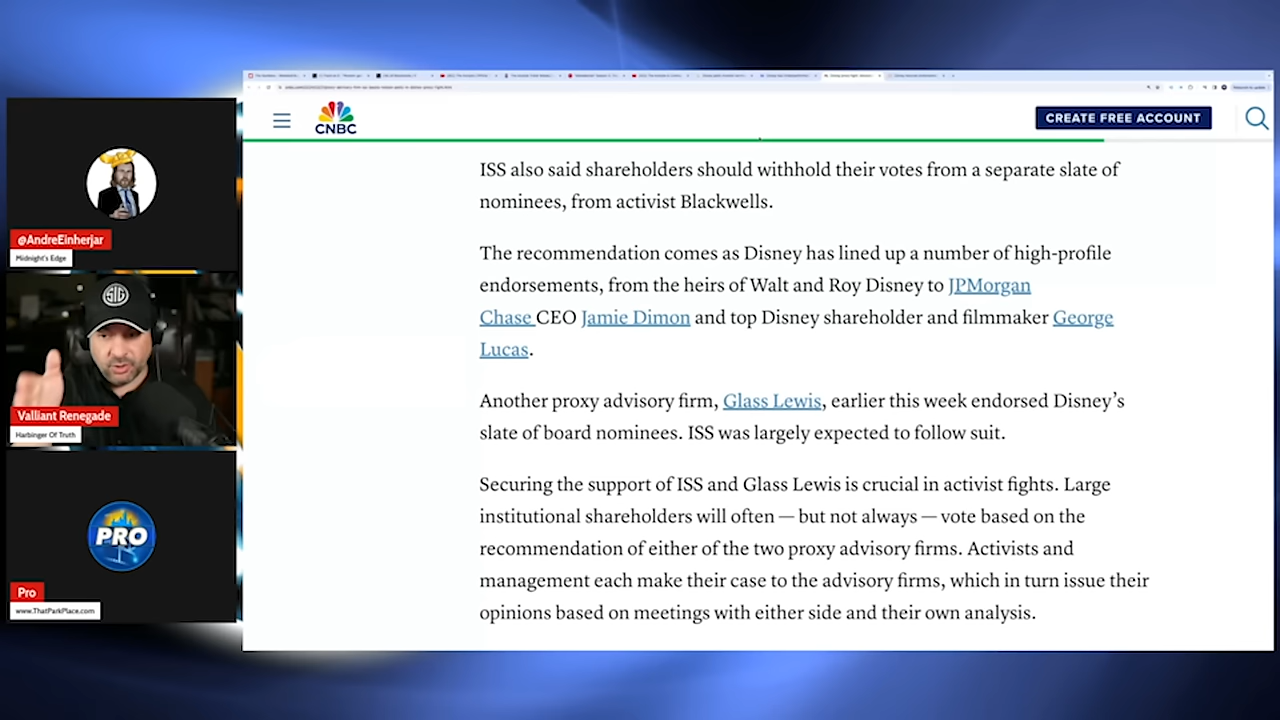 CNBC
CREATE FREE ACCOUNT
ISS also said shareholders should withhold their votes from a separate slate of
nominees, from activist Blackwells.
The recommendation comes as Disney has lined up a number of high-profile
endorsements, from the heirs of Walt and Roy Disney to JPMorgan
Chase CEO Jamie Dimon and top Disney shareholder and filmmaker George
Lucas.
Another proxy advisory firm, Glass Lewis, earlier this week endorsed Disney’s
slate of board nominees. ISS was largely expected to follow suit.
Securing the support of ISS and Glass Lewis is crucial in activist fights. Large
institutional shareholders will often — but not always — vote based on the
recommendation of either of the two proxy advisory firms. Activists and
management each make their case to the advisory firms, which in turn issue their
opinions based on meetings with either side and their own analysis.
@AndreEinherjar
Midnight's Edge
SIG
Valliant Renegade
Harbinger Of Truth
PRO
Pro
www.ThatParkPlace.com